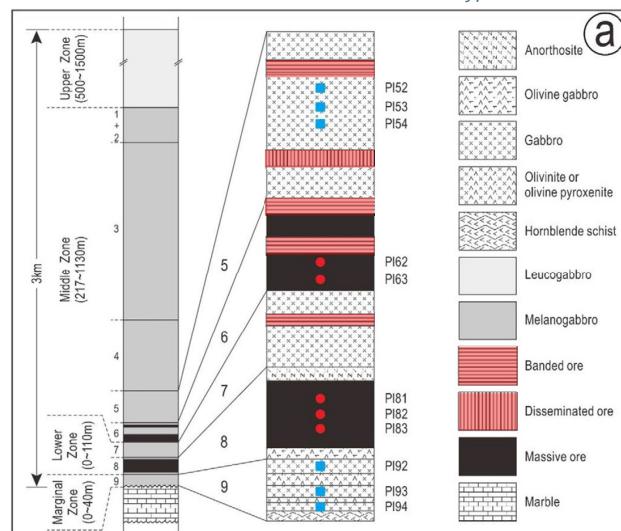 a
3km
Upper Zone
(500~1500m)
Middle Zone
(217~1130m)
Lower
Zone
(0~110m)
Marginal
Zone
(0~40m)
1
+
2
3
4
5
6
7
8
9
5
6
7
8
9
PI52
PI53
PI54
PI62
PI63
PI81
PI82
PI83
PI92
PI93
PI94
Anorthosite
Olivine gabbro
Gabbro
Olivinite or
olivine pyroxenite
Hornblende schist
Leucogabbro
Melanogabbro
Banded ore
Disseminated ore
Massive ore
Marble